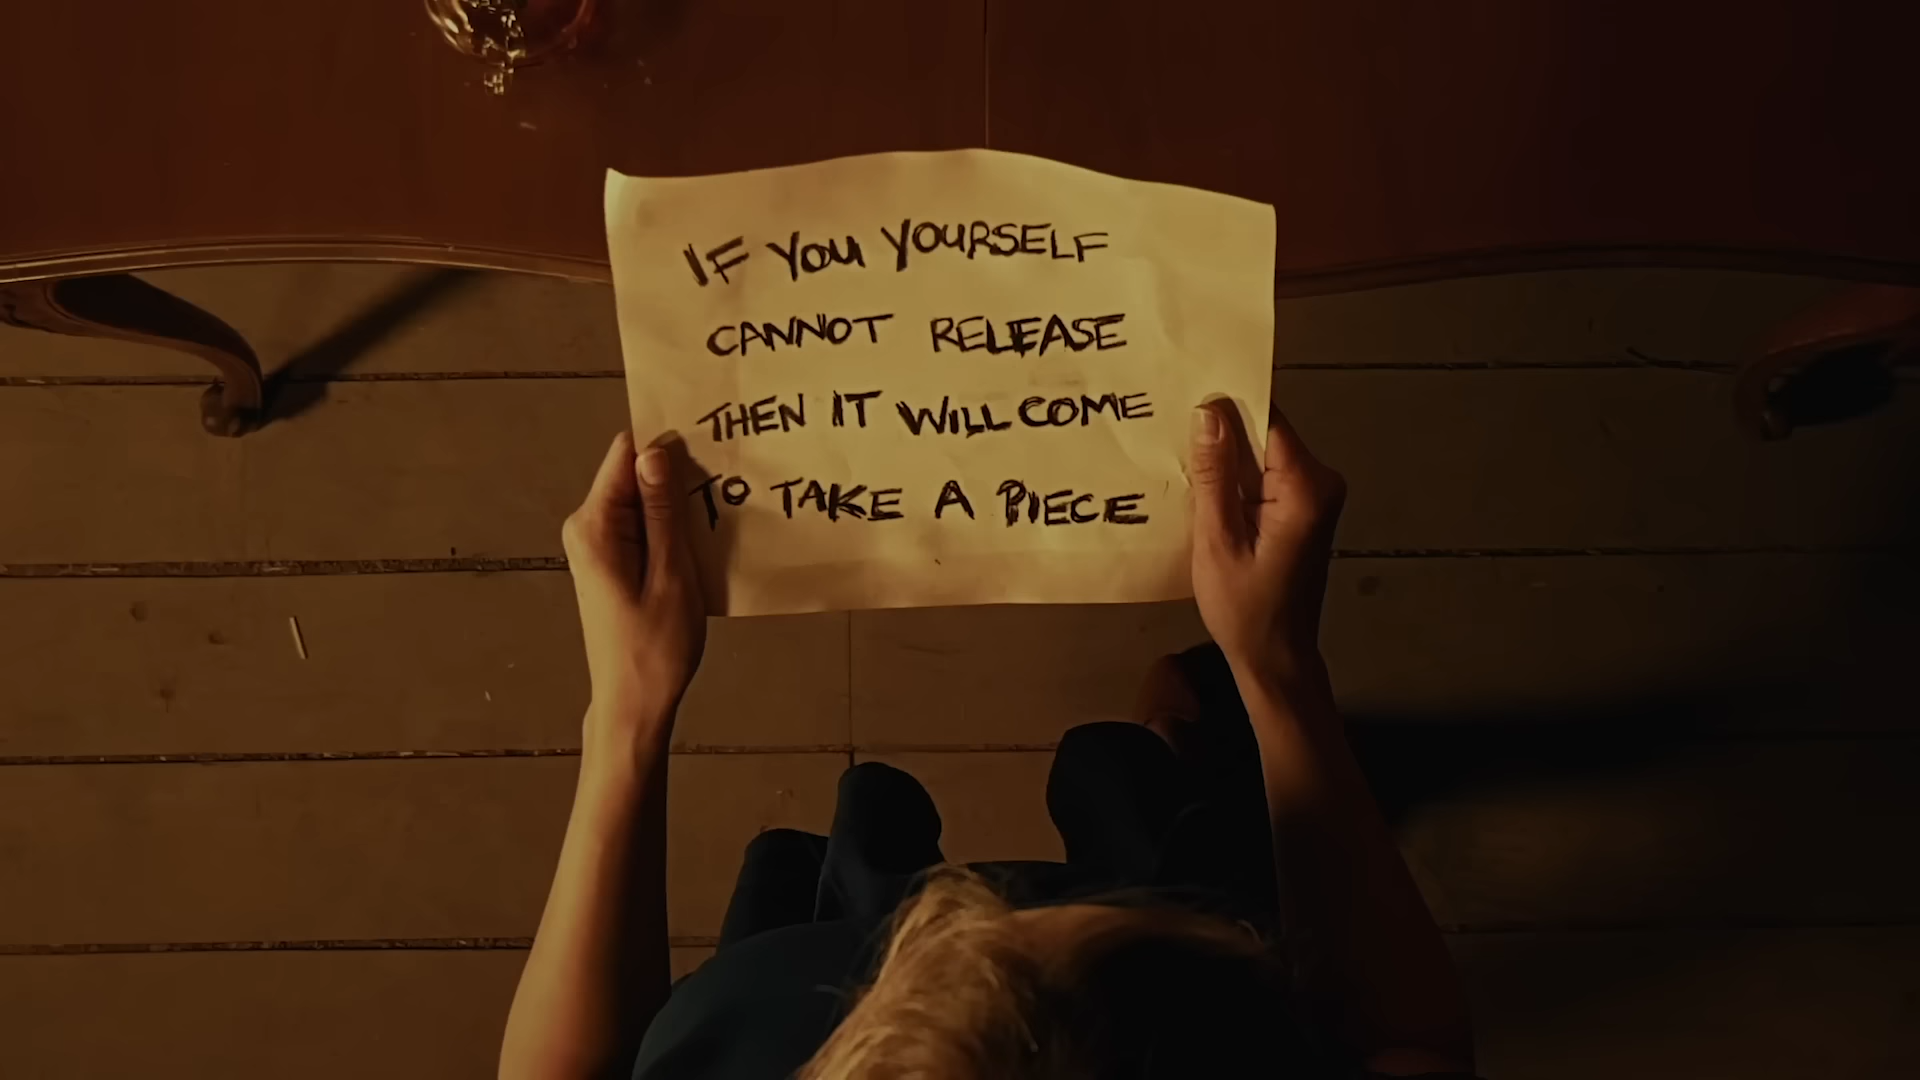 IF YOU YOURSELF
CANNOT RELEASE
THEN IT WILL COME
TO TAKE A PIECE